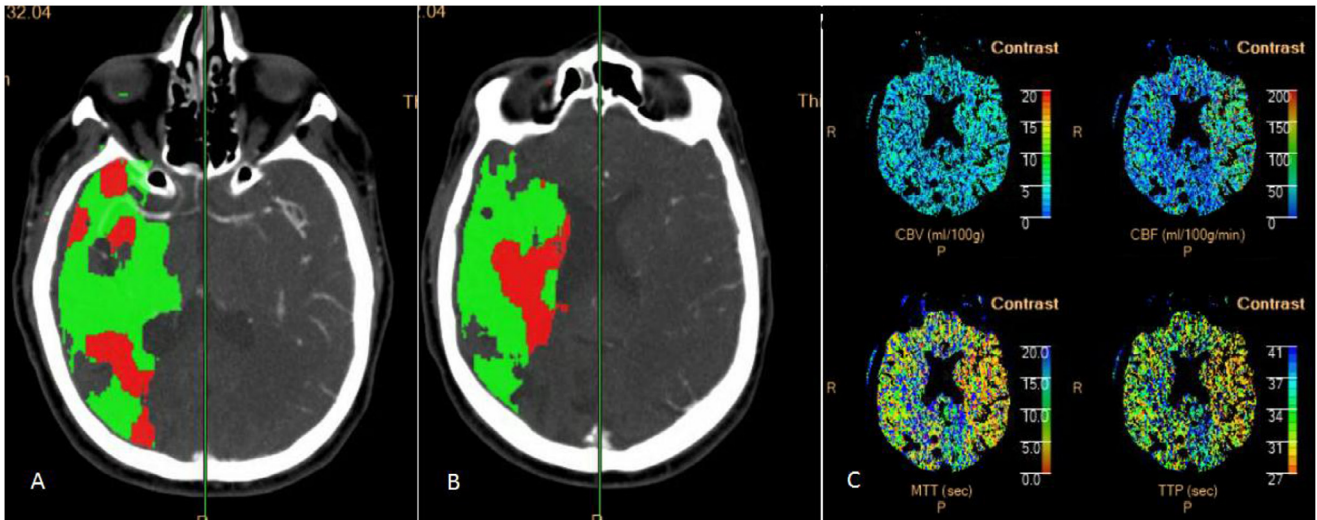 32.04
Th
A
P
.04
Th
B
P
C
Contrast
20
15
10
5
0
R
CBV (ml/100g)
P
Contrast
200
150
100
50
0
R
CBF (ml/100g/min)
P
Contrast
20.0
15.0
10.0
5.0
0.0
R
MTT (sec)
P
Contrast
41
37
34
31
27
R
TTP (sec)
P